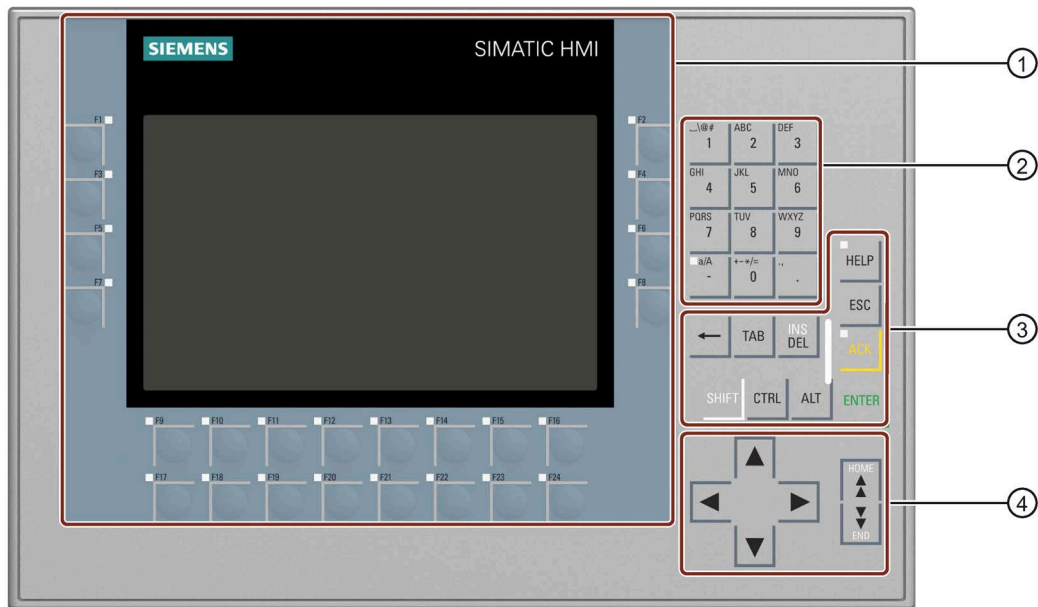 SIEMENS SIMATIC HMI
1
F1 F2
F3 F4
F5 F6
F7 F8
\@# ABC DEF
1 2 3
GHI JKL MNO
4 5 6
PQRS TUV WXYZ
7 8 9
a/A +-*/= .,
- 0 .
2
HELP
ESC
ACK
ENTER
← TAB INS DEL
SHIFT CTRL ALT
3
F9 F10 F11 F12 F13 F14 F15 F16
F17 F18 F19 F20 F21 F22 F23 F24
HOME
END
4